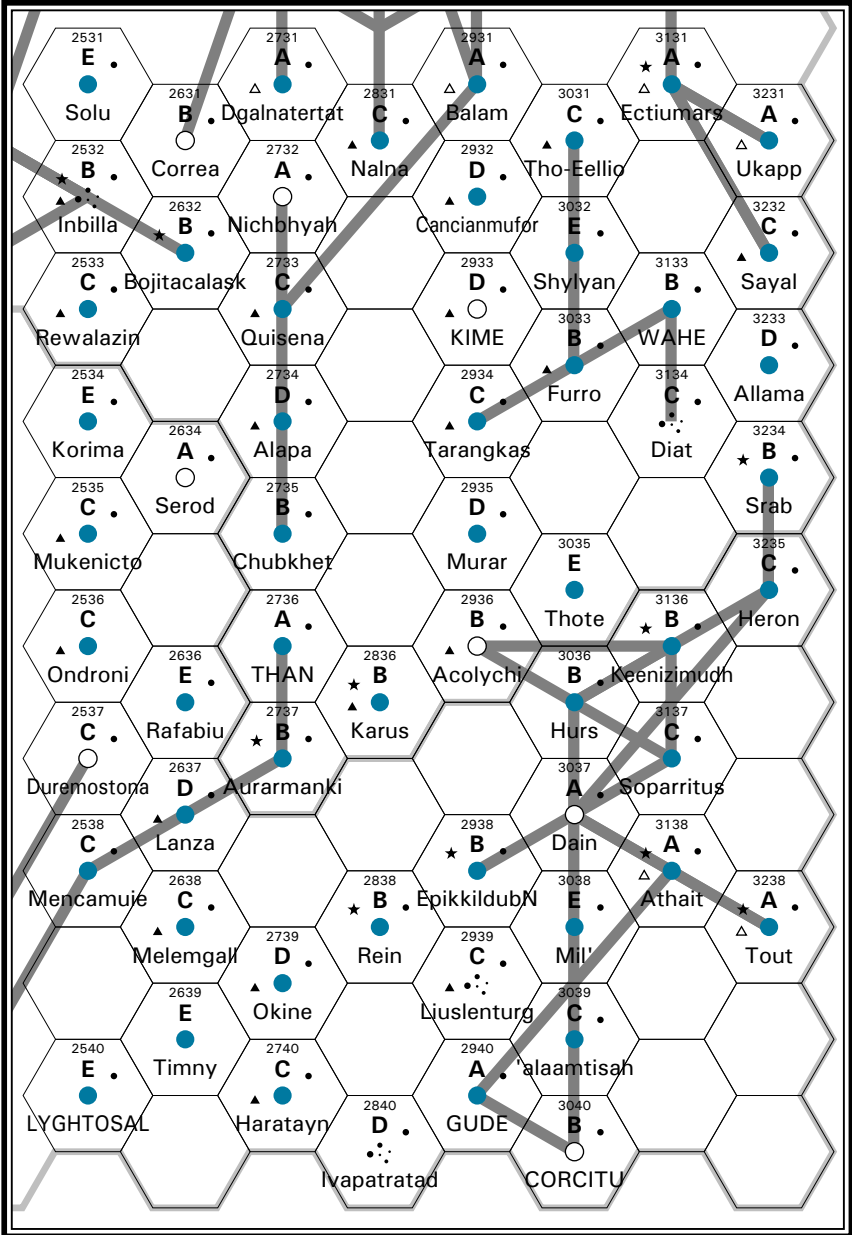 2531
E
Solu
2731
A
Dgalnatertat
2931
A
Balam
3131
A
Ectiumars
2631
B
Correa
2831
C
Nalna
3031
C
Tho-Eellio
3231
A
Ukapp
2532
B
Inbilla
2732
A
Nichbhyah
2932
D
Cancianmufor
2632
B
Bojitacalask
3032
E
Shylyan
3232
C
Sayal
2533
C
Rewalazin
2733
C
Quisena
2933
D
KIME
3133
B
WAHE
3033
B
Furro
3233
D
Allama
2534
E
Korima
2734
D
Alapa
2934
C
Tarangkas
3134
C
Diat
2634
A
Serod
3234
B
Srab
2535
C
Mukenicto
2735
B
Chubkhet
2935
D
Murar
3035
E
Thote
3235
C
Heron
2536
C
Ondroni
2736
A
THAN
2936
B
Acolychi
3136
B
Keenizimudh
2636
E
Rafabiu
2836
B
Karus
3036
B
Hurs
2537
C
Duremostona
2737
B
Aurarmanki
3137
C
Soparritus
2637
D
Lanza
3037
A
Dain
2538
C
Mencamuie
2938
B
EpikkildubN
3138
A
Athait
2638
C
Melemgall
2838
B
Rein
3038
E
Mil'
3238
A
Tout
2739
D
Okine
2939
C
Liuslenturg
2639
E
Timny
3039
C
'alaamtisah
2540
E
LYGHTOSAL
2740
C
Haratayn
2940
A
GUDE
2840
D
Ivapatratad
3040
B
CORCITU